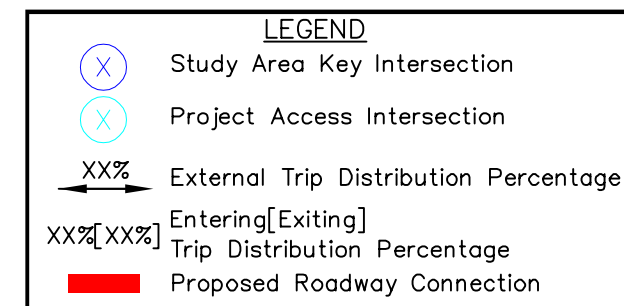 LEGEND
X Study Area Key Intersection
X Project Access Intersection
XX% External Trip Distribution Percentage
XX%[XX%] Entering[Exiting]
Trip Distribution Percentage
Proposed Roadway Connection